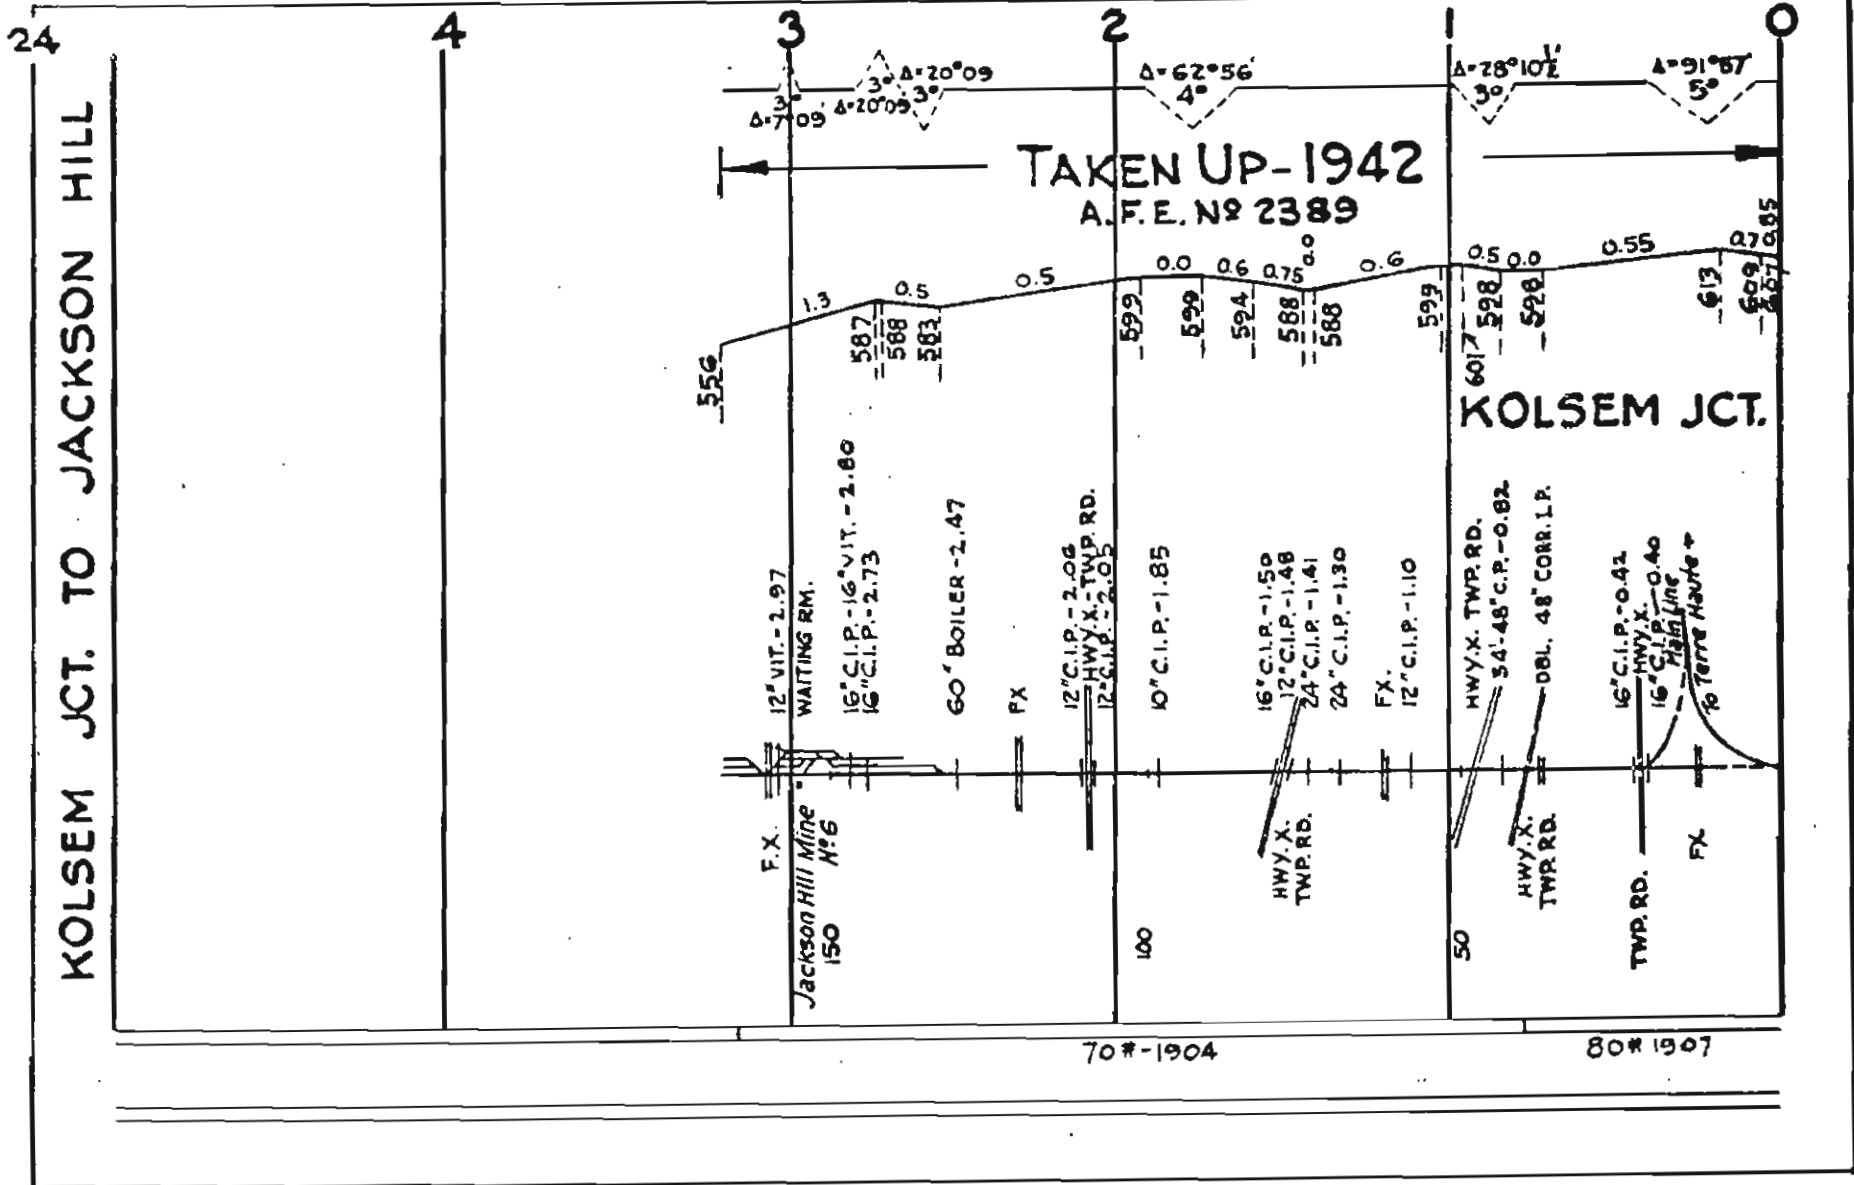 24
4
3
2
1
0
KOLSEM JCT. TO JACKSON HILL
3°
Δ=7°09'
3°
Δ=20°09'
Δ=20°09
3°
Δ=62°56'
4°
Δ=28°10½'
3°
Δ=91°57'
5°
TAKEN UP-1942
A.F.E. Nº 2389
1.3
0.5
0.5
0.0
0.6
0.75
0.0
0.6
0.5
0.0
0.55
0.7
0.85
556
587
588
583
599
599
594
588
588
599
601
598
598
613
609
607
KOLSEM JCT.
12" VIT.-2.97
WAITING RM.
16" C.I.P.-16" VIT.-2.80
16" C.I.P.-2.73
60" BOILER-2.47
FX
12" C.I.P.-2.06
HWY.X.-TWP. RD.
12" C.I.P.-2.05
10" C.I.P.-1.85
16" C.I.P.-1.50
12" C.I.P.-1.48
24" C.I.P.-1.41
24" C.I.P.-1.30
FX.
12" C.I.P.-1.10
HWY.X. TWP. RD.
34'-48" C.P.-0.82
DBL. 48" CORR. I.P.
16" C.I.P.-0.42
HWY.X.
16" C.I.P.-0.40
Main Line
To Terre Haute→
F.X.
Jackson Hill Mine
Nº6
HWY.X.
TWP. RD.
HWY.X.
TWP. RD.
TWP. RD.
FX
150
100
50
70#-1904
80# 1907